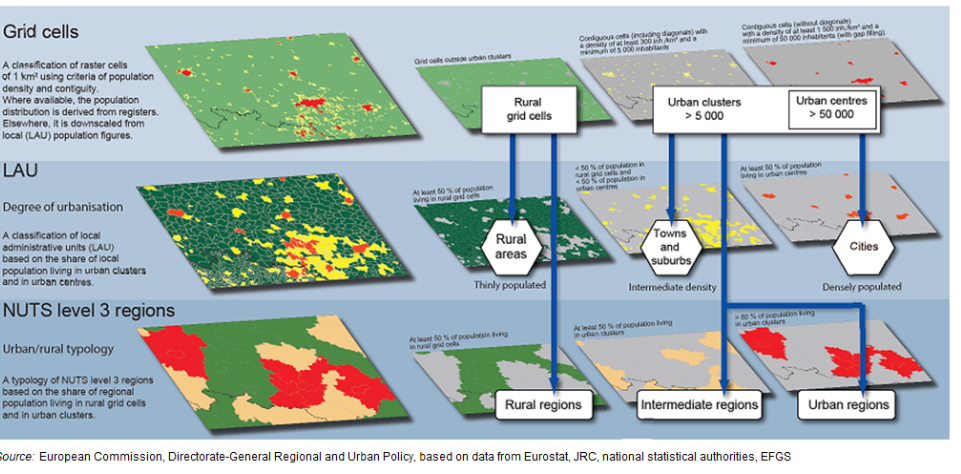 Grid cells
A classification of raster cells
of 1 km² using criteria of population
density and contiguity.
Where available, the population
distribution is derived from registers.
Elsewhere, it is downscaled from
local (LAU) population figures.
Grid cells outside urban clusters
Contiguous cells (including diagonals) with
a density of at least 300 inh./km² and a
minimum of 5 000 inhabitants
Contiguous cells (without diagonals)
with a density of at least 1 500 inh./km² and a
minimum of 50 000 inhabitants (with gap filling).
Rural
grid cells
Urban clusters
> 5 000
Urban centres
> 50 000
LAU
Degree of urbanisation
A classification of local
administrative units (LAU)
based on the share of local
population living in urban clusters
and in urban centres.
At least 50 % of population
living in rural grid cells
< 50 % of population in
rural grid cells and
< 50 % of population in
urban centres
At least 50 % of population
living in urban centres
Rural
areas
Towns
and
suburbs
Cities
Thinly populated
Intermediate density
Densely populated
NUTS level 3 regions
Urban/rural typology
A typology of NUTS level 3 regions
based on the share of regional
population living in rural grid cells
and in urban clusters.
At least 50 % of population living
in rural grid cells
At least 50 % of population living
in urban clusters
> 80 % of population living
in urban clusters
Rural regions
Intermediate regions
Urban regions
Source: European Commission, Directorate-General Regional and Urban Policy, based on data from Eurostat, JRC, national statistical authorities, EFGS